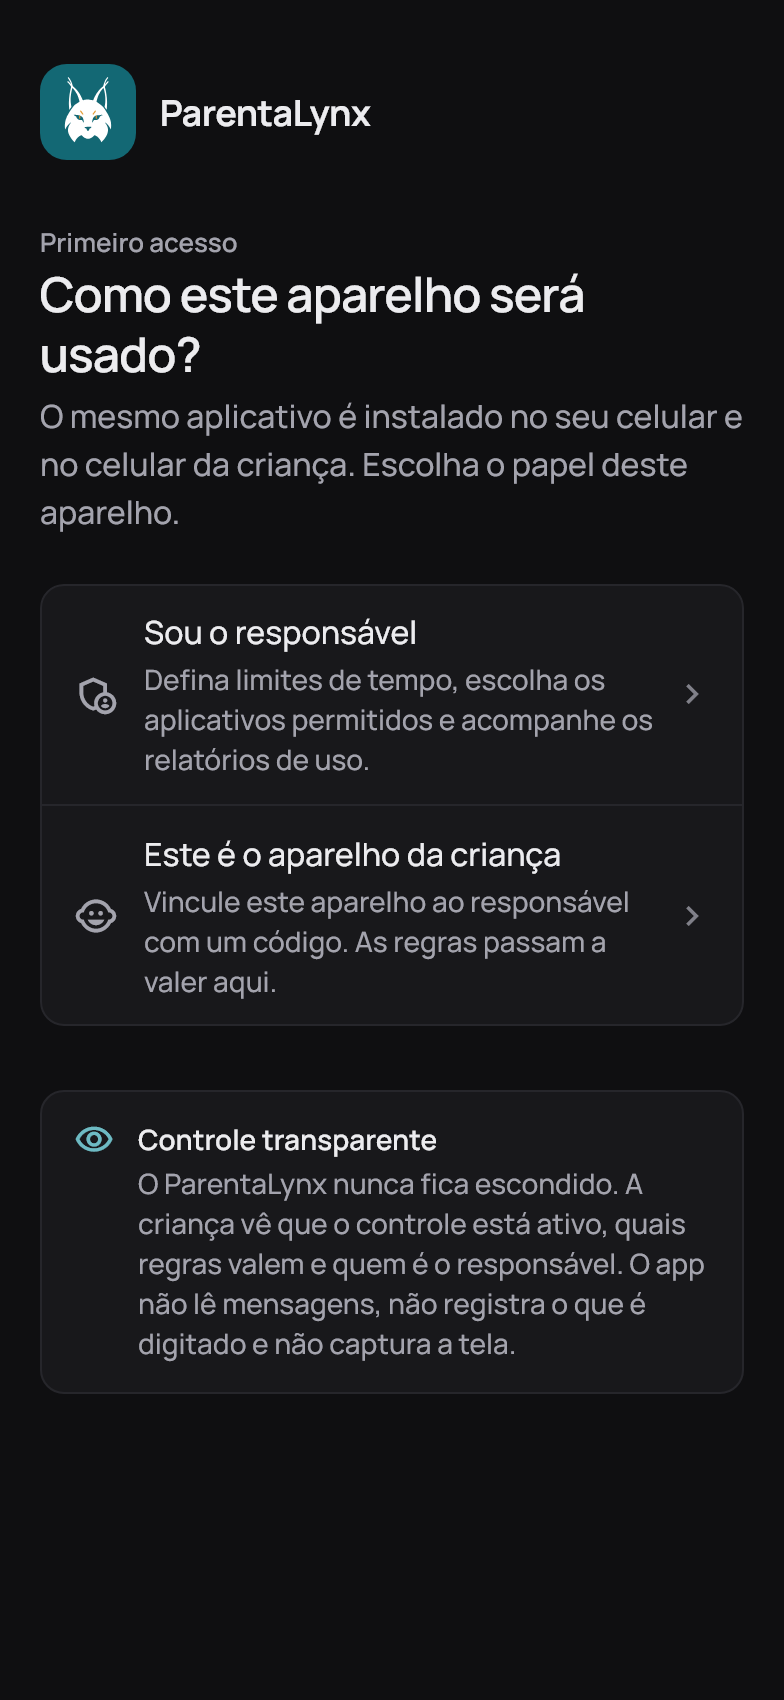 ParentaLynx
Primeiro acesso
Como este aparelho será
usado?
O mesmo aplicativo é instalado no seu celular e
no celular da criança. Escolha o papel deste
aparelho.
Sou o responsável
Defina limites de tempo, escolha os
aplicativos permitidos e acompanhe os
relatórios de uso.
Este é o aparelho da criança
Vincule este aparelho ao responsável
com um código. As regras passam a
valer aqui.
Controle transparente
O ParentaLynx nunca fica escondido. A
criança vê que o controle está ativo, quais
regras valem e quem é o responsável. O app
não lê mensagens, não registra o que é
digitado e não captura a tela.